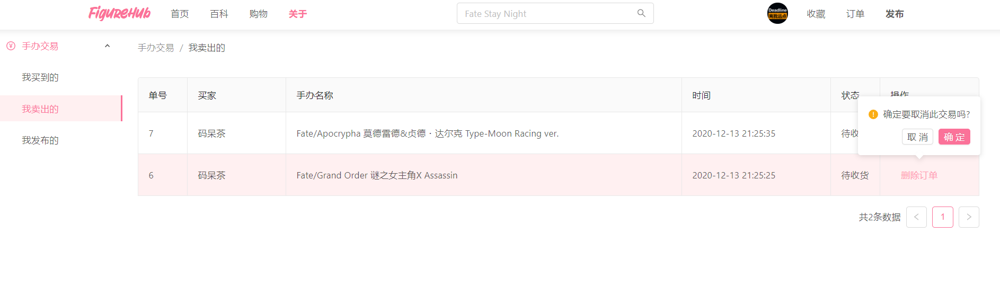 FigureHub 首页 百科 购物 关于 Fate Stay Night Deadline 离我远点 收藏 订单 发布
手办交易
我买到的
我卖出的
我发布的
手办交易 / 我卖出的
单号 买家 手办名称 时间 状态 操作
7 码呆茶 Fate/Apocrypha 莫德雷德&贞德・达尔克 Type-Moon Racing ver. 2020-12-13 21:25:35 待收
6 码呆茶 Fate/Grand Order 谜之女主角X Assassin 2020-12-13 21:25:25 待收货 删除订单
确定要取消此交易吗?
取 消 确 定
共2条数据 < 1 >